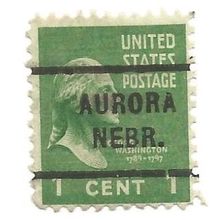 UNITED
STATES
POSTAGE
AURORA
NEBR.
WASHINGTON
1789-1797
1 CENT 1